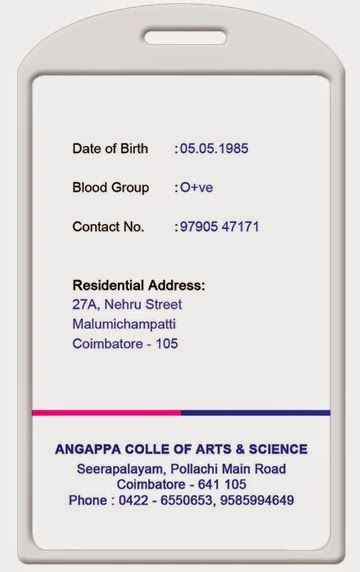 Date of Birth : 05.05.1985
Blood Group : O+ve
Contact No. : 97905 47171
Residential Address:
27A, Nehru Street
Malumichampatti
Coimbatore - 105
ANGAPPA COLLE OF ARTS & SCIENCE
Seerapalayam, Pollachi Main Road
Coimbatore - 641 105
Phone : 0422 - 6550653, 9585994649